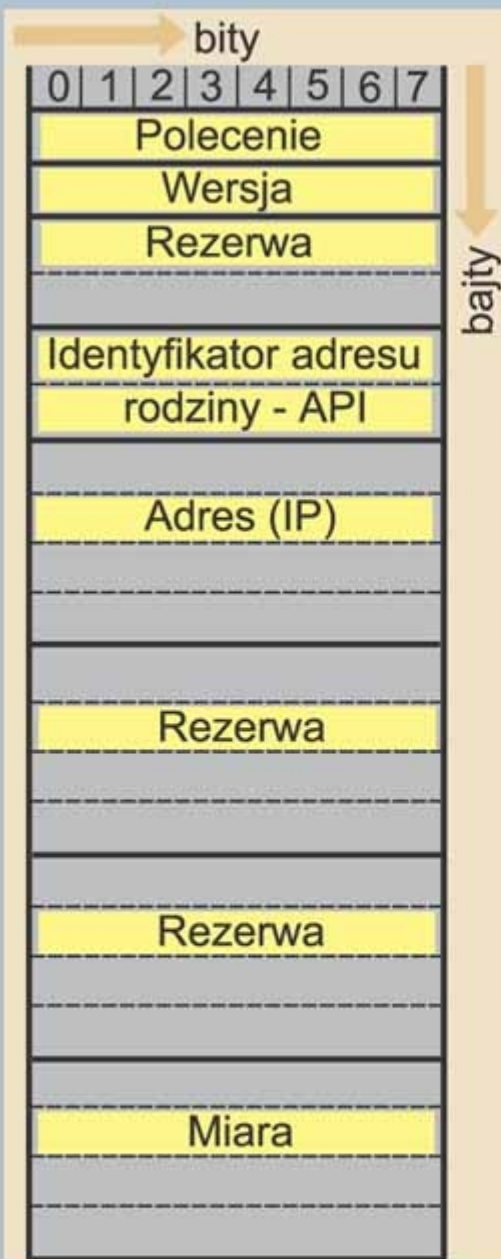 bity
0 1 2 3 4 5 6 7
bajty
Polecenie
Wersja
Rezerwa
Identyfikator adresu
rodziny - API
Adres (IP)
Rezerwa
Rezerwa
Miara